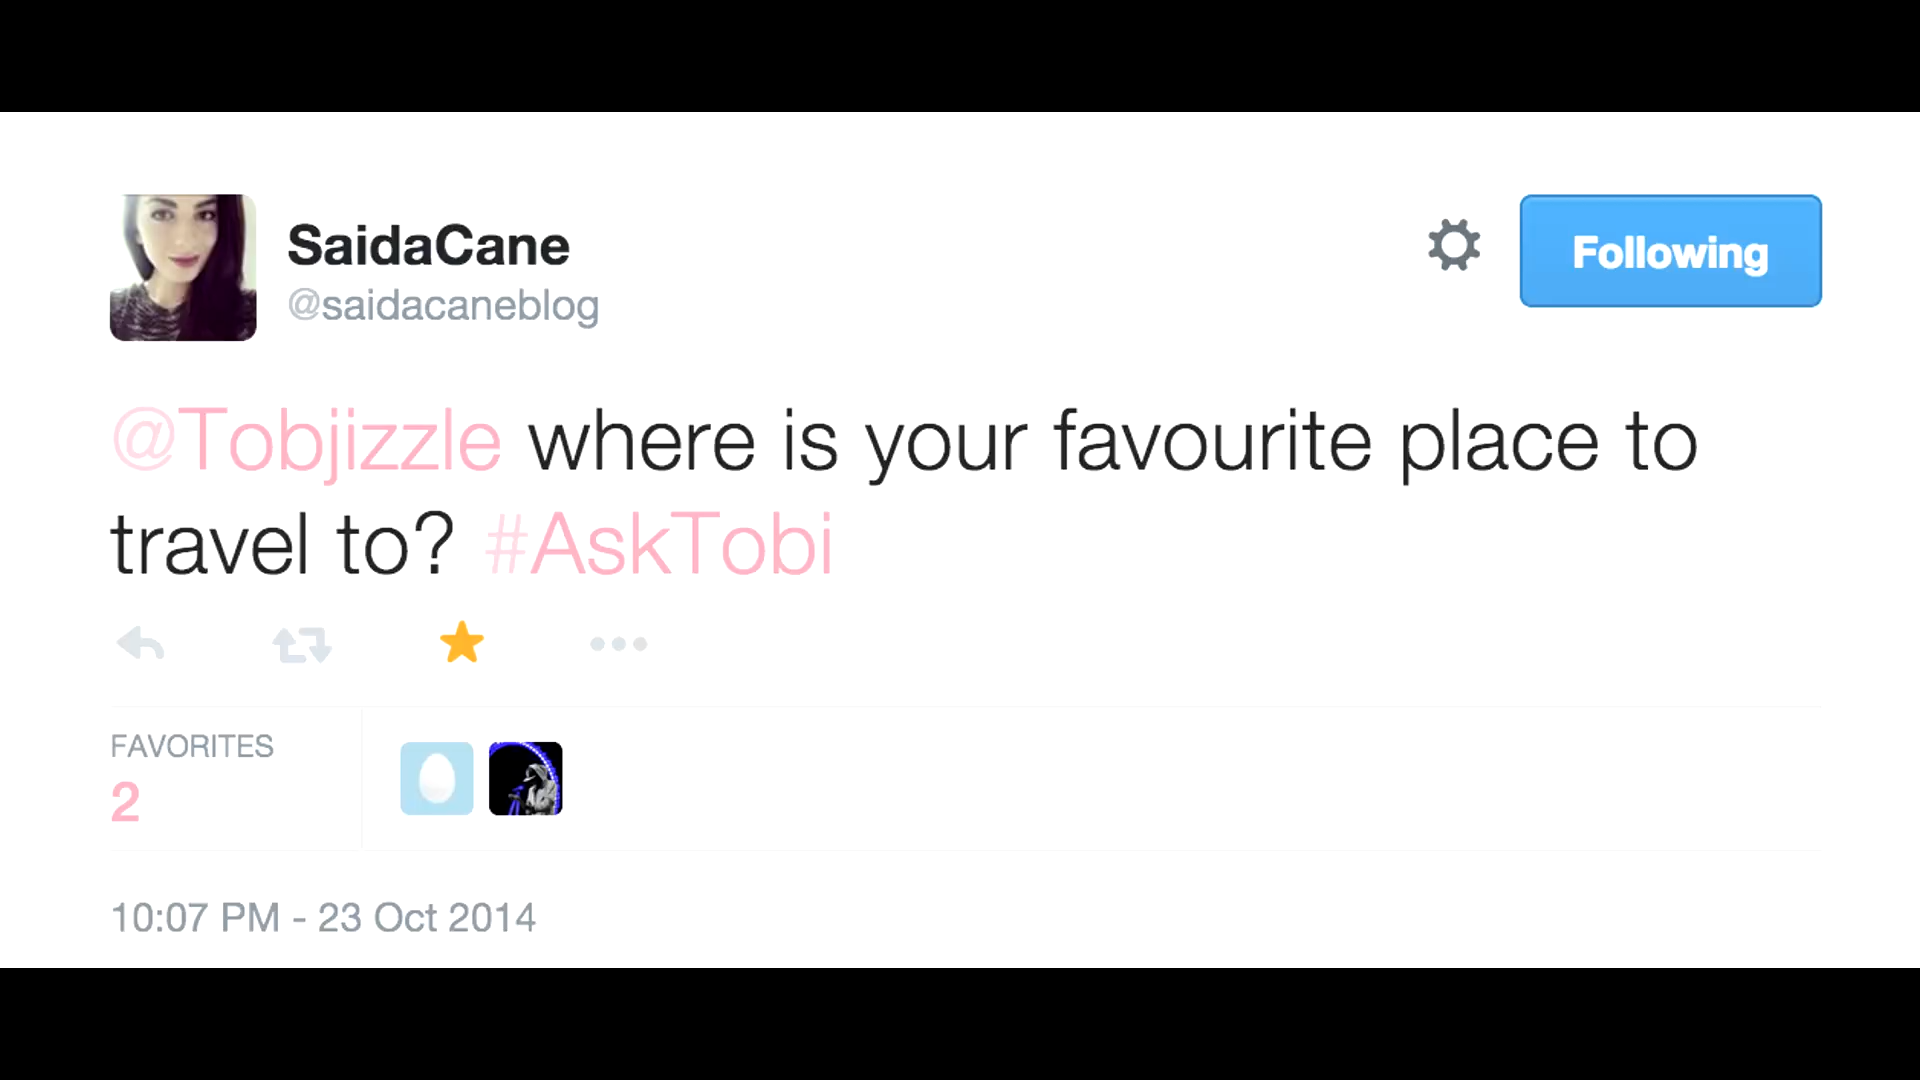 SaidaCane
@saidacaneblog
Following
@Tobjizzle where is your favourite place to
travel to? #AskTobi
FAVORITES
2
10:07 PM - 23 Oct 2014